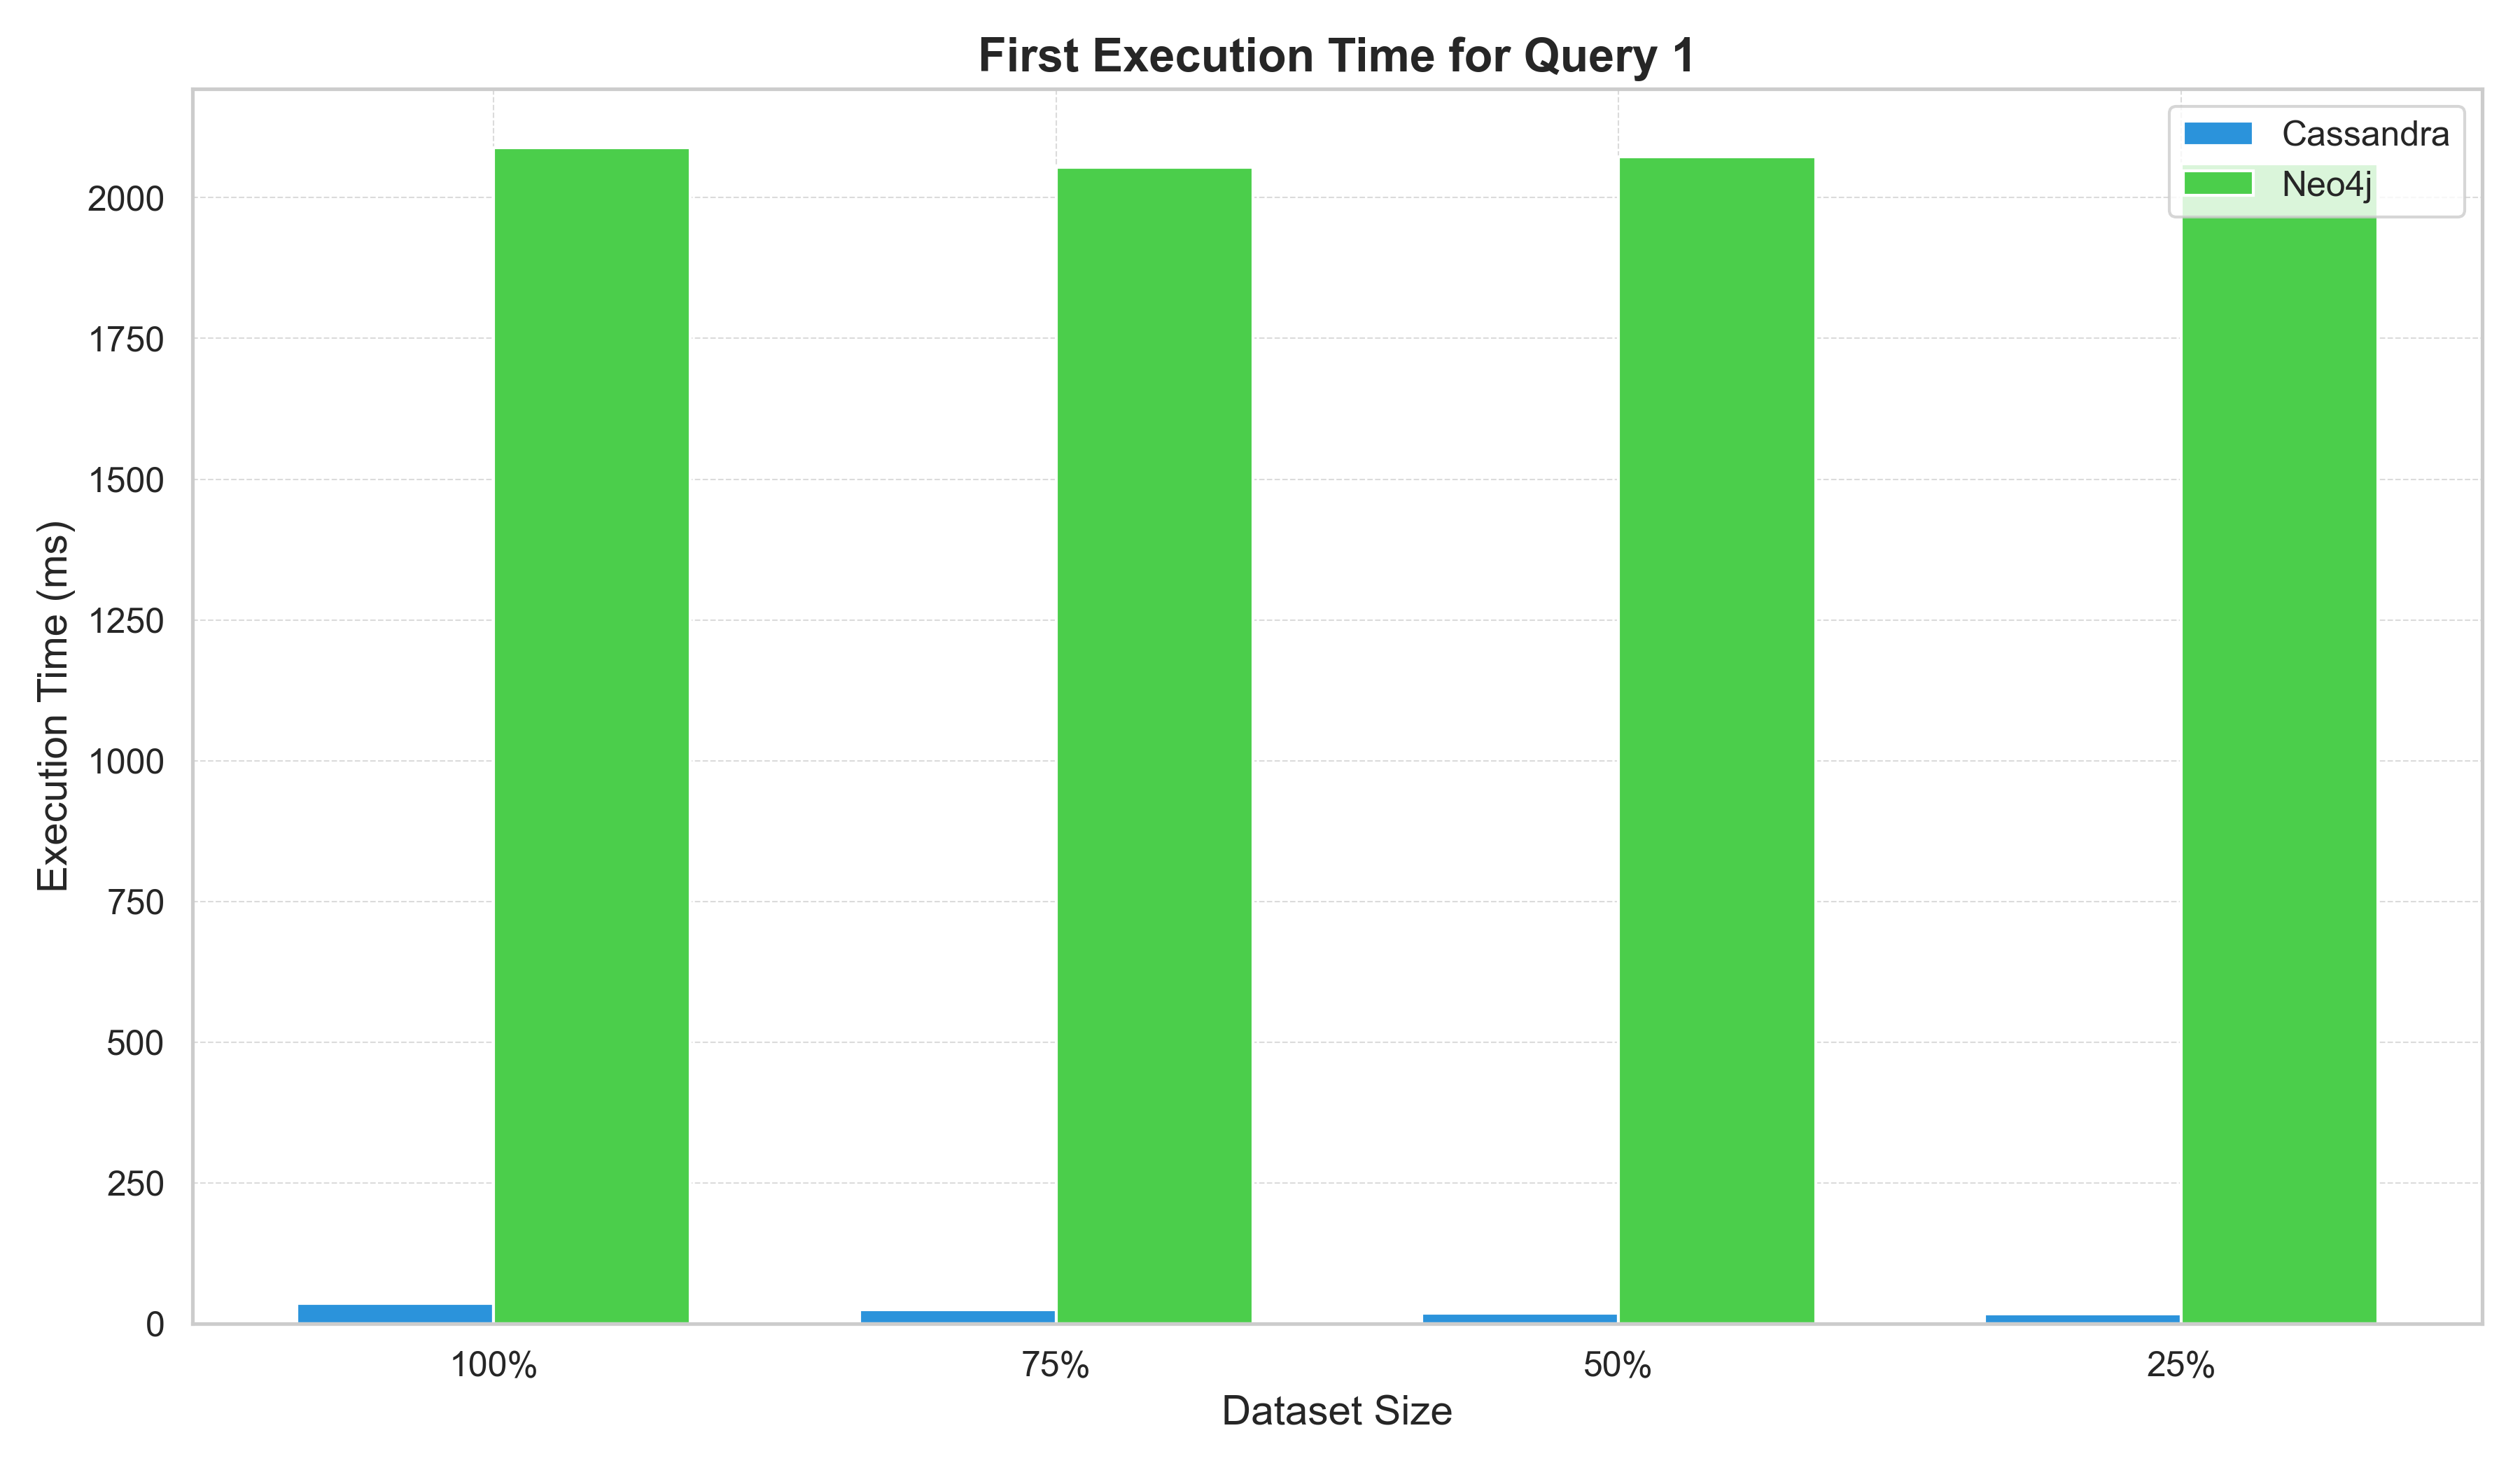 First Execution Time for Query 1
Cassandra
Neo4j
2000
1750
1500
1250
1000
750
500
250
0
Execution Time (ms)
100%
75%
50%
25%
Dataset Size